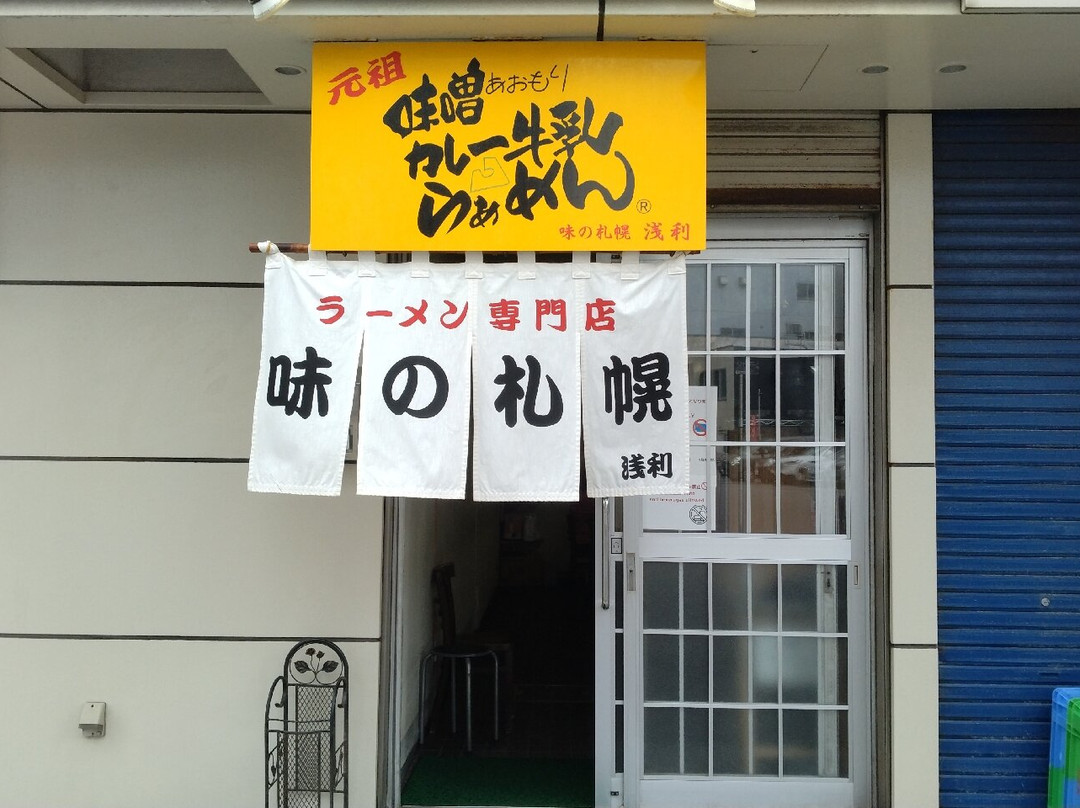 元祖
味噌
あおもり
カレー牛乳
らぁめん®
味の札幌 浅利
ラーメン専門店
味の札幌
浅利